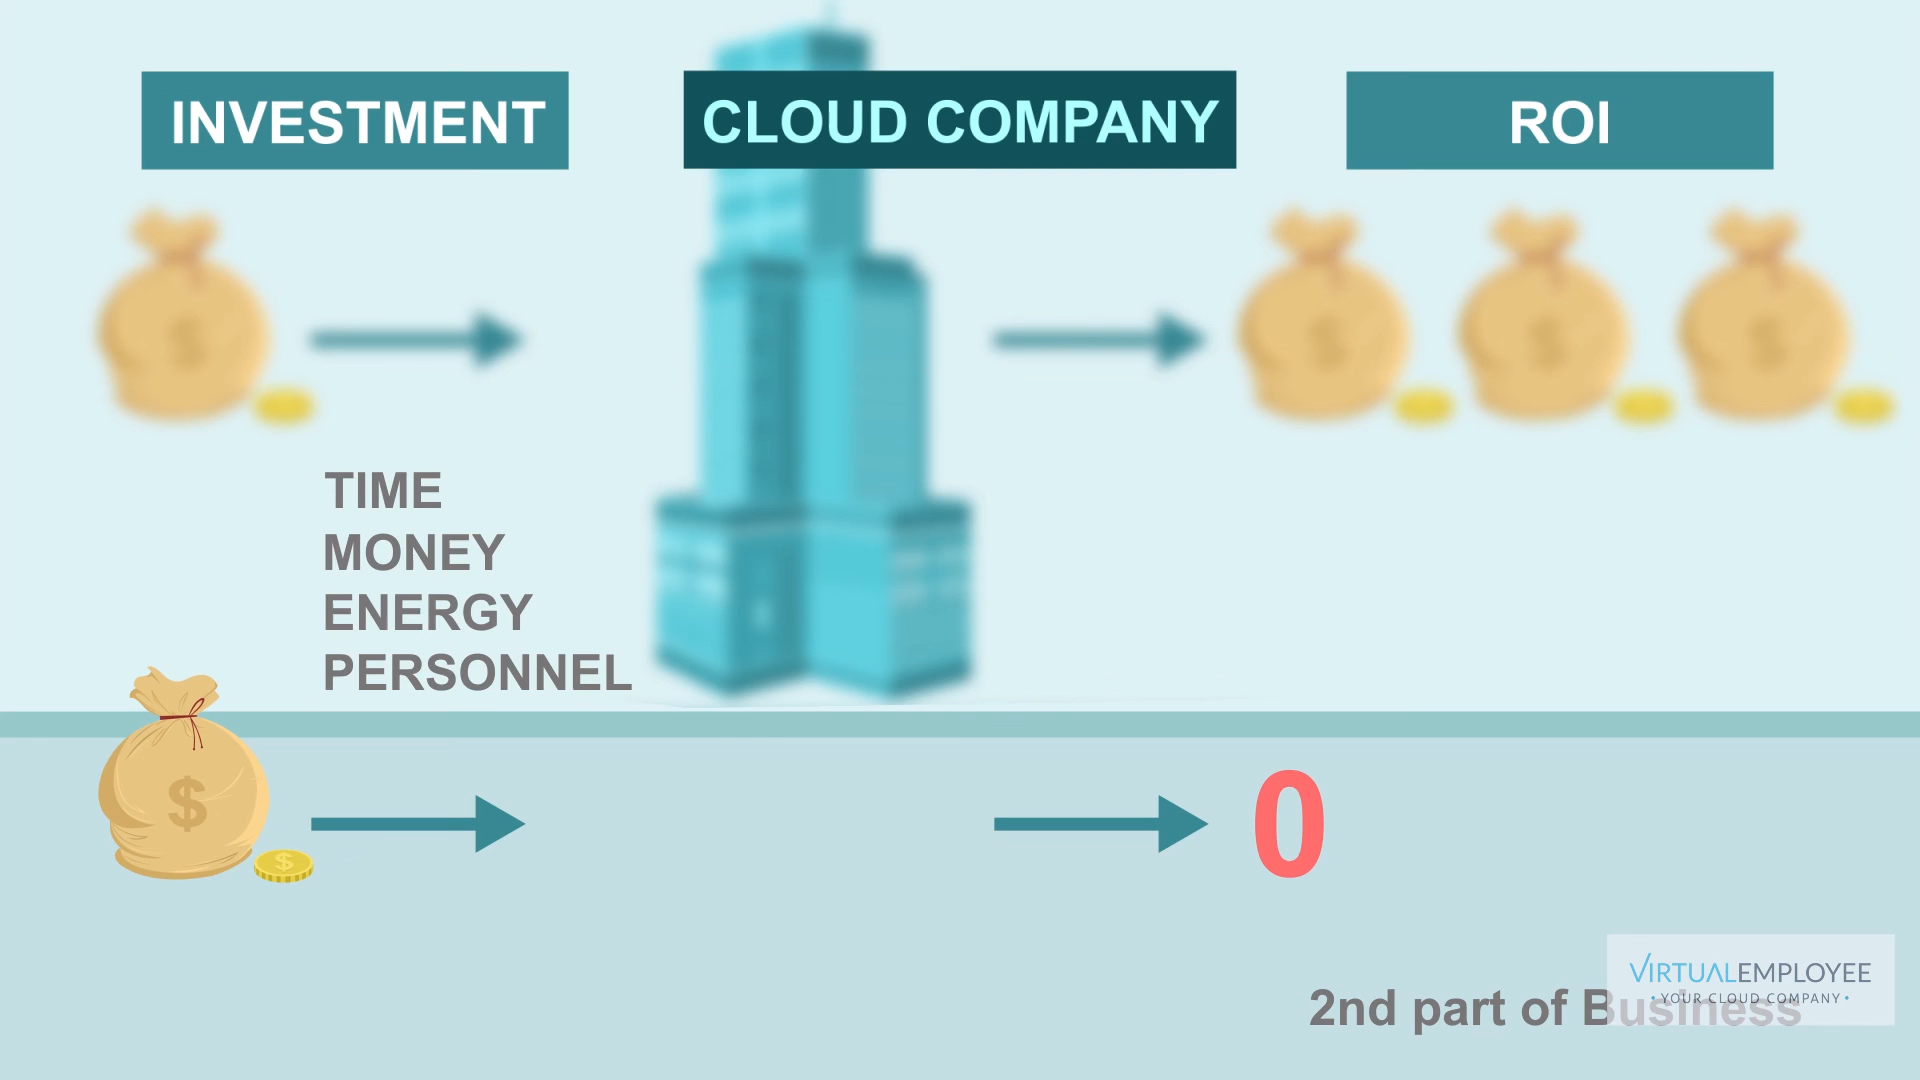 INVESTMENT
CLOUD COMPANY
ROI
$
$
$
$
TIME
MONEY
ENERGY
PERSONNEL
$
$
0
VIRTUALEMPLOYEE
• YOUR CLOUD COMPANY •
2nd part of Business